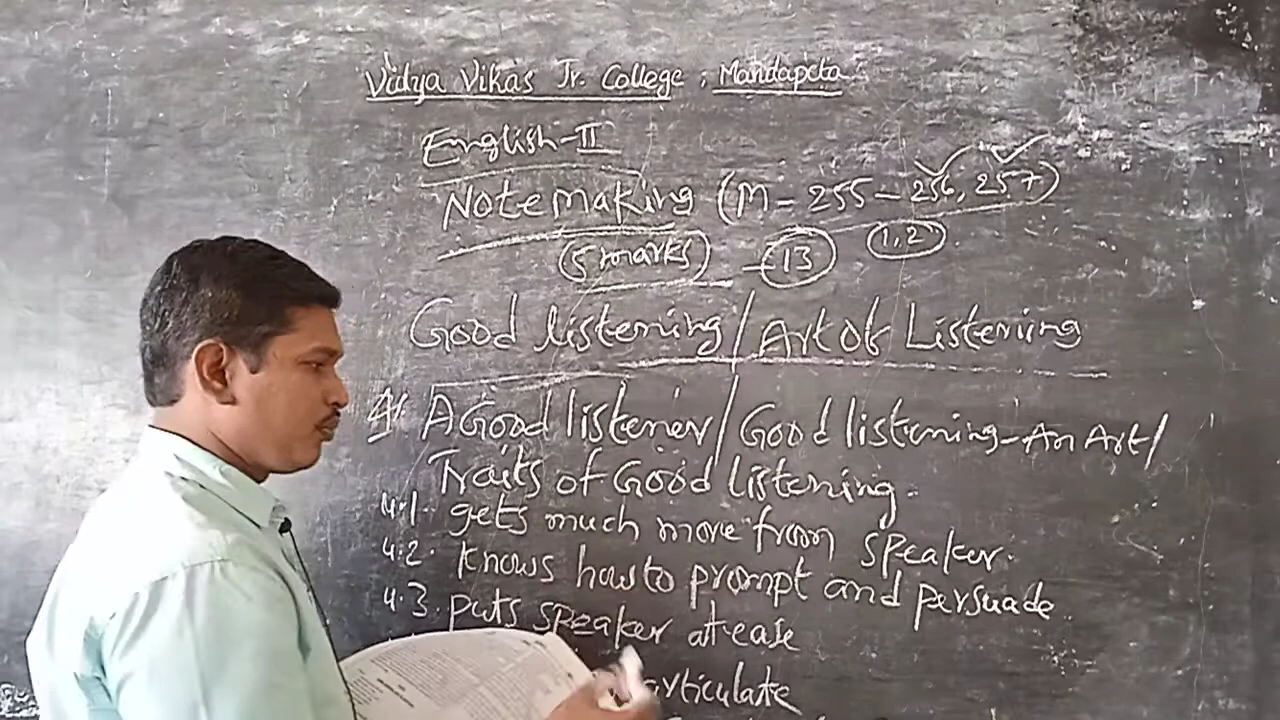 Vidya Vikas Jr. College ; Mandapeta
English-II
Notemaking (M-255-256, 257)
(5 marks) - 13 1,2
Good listening/Art Of Listening
4. A Good listener/Good listening-An Art/
Traits of Good listening.
4.1. gets much more from speaker.
4.2. knows how to prompt and persuade
4.3. puts speaker at ease
articulate